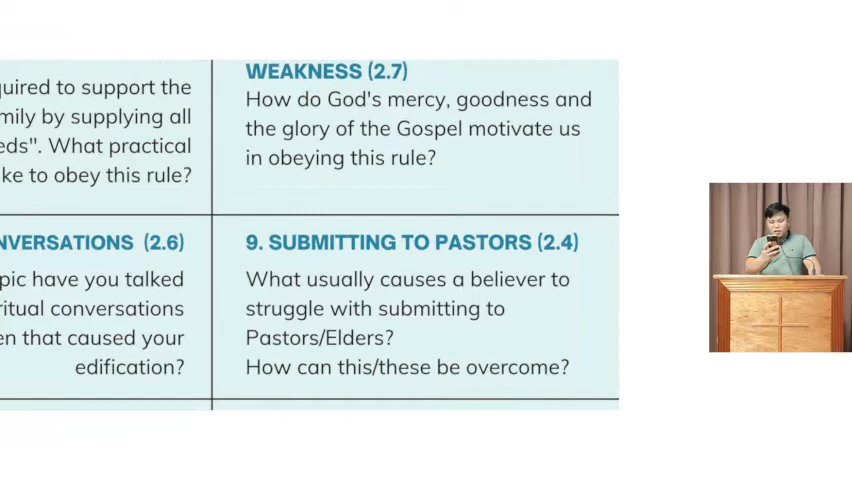 quired to support the
mily by supplying all
eds". What practical
ke to obey this rule?
WEAKNESS (2.7)
How do God's mercy, goodness and
the glory of the Gospel motivate us
in obeying this rule?
NVERSATIONS (2.6)
pic have you talked
ritual conversations
en that caused your
edification?
9. SUBMITTING TO PASTORS (2.4)
What usually causes a believer to
struggle with submitting to
Pastors/Elders?
How can this/these be overcome?